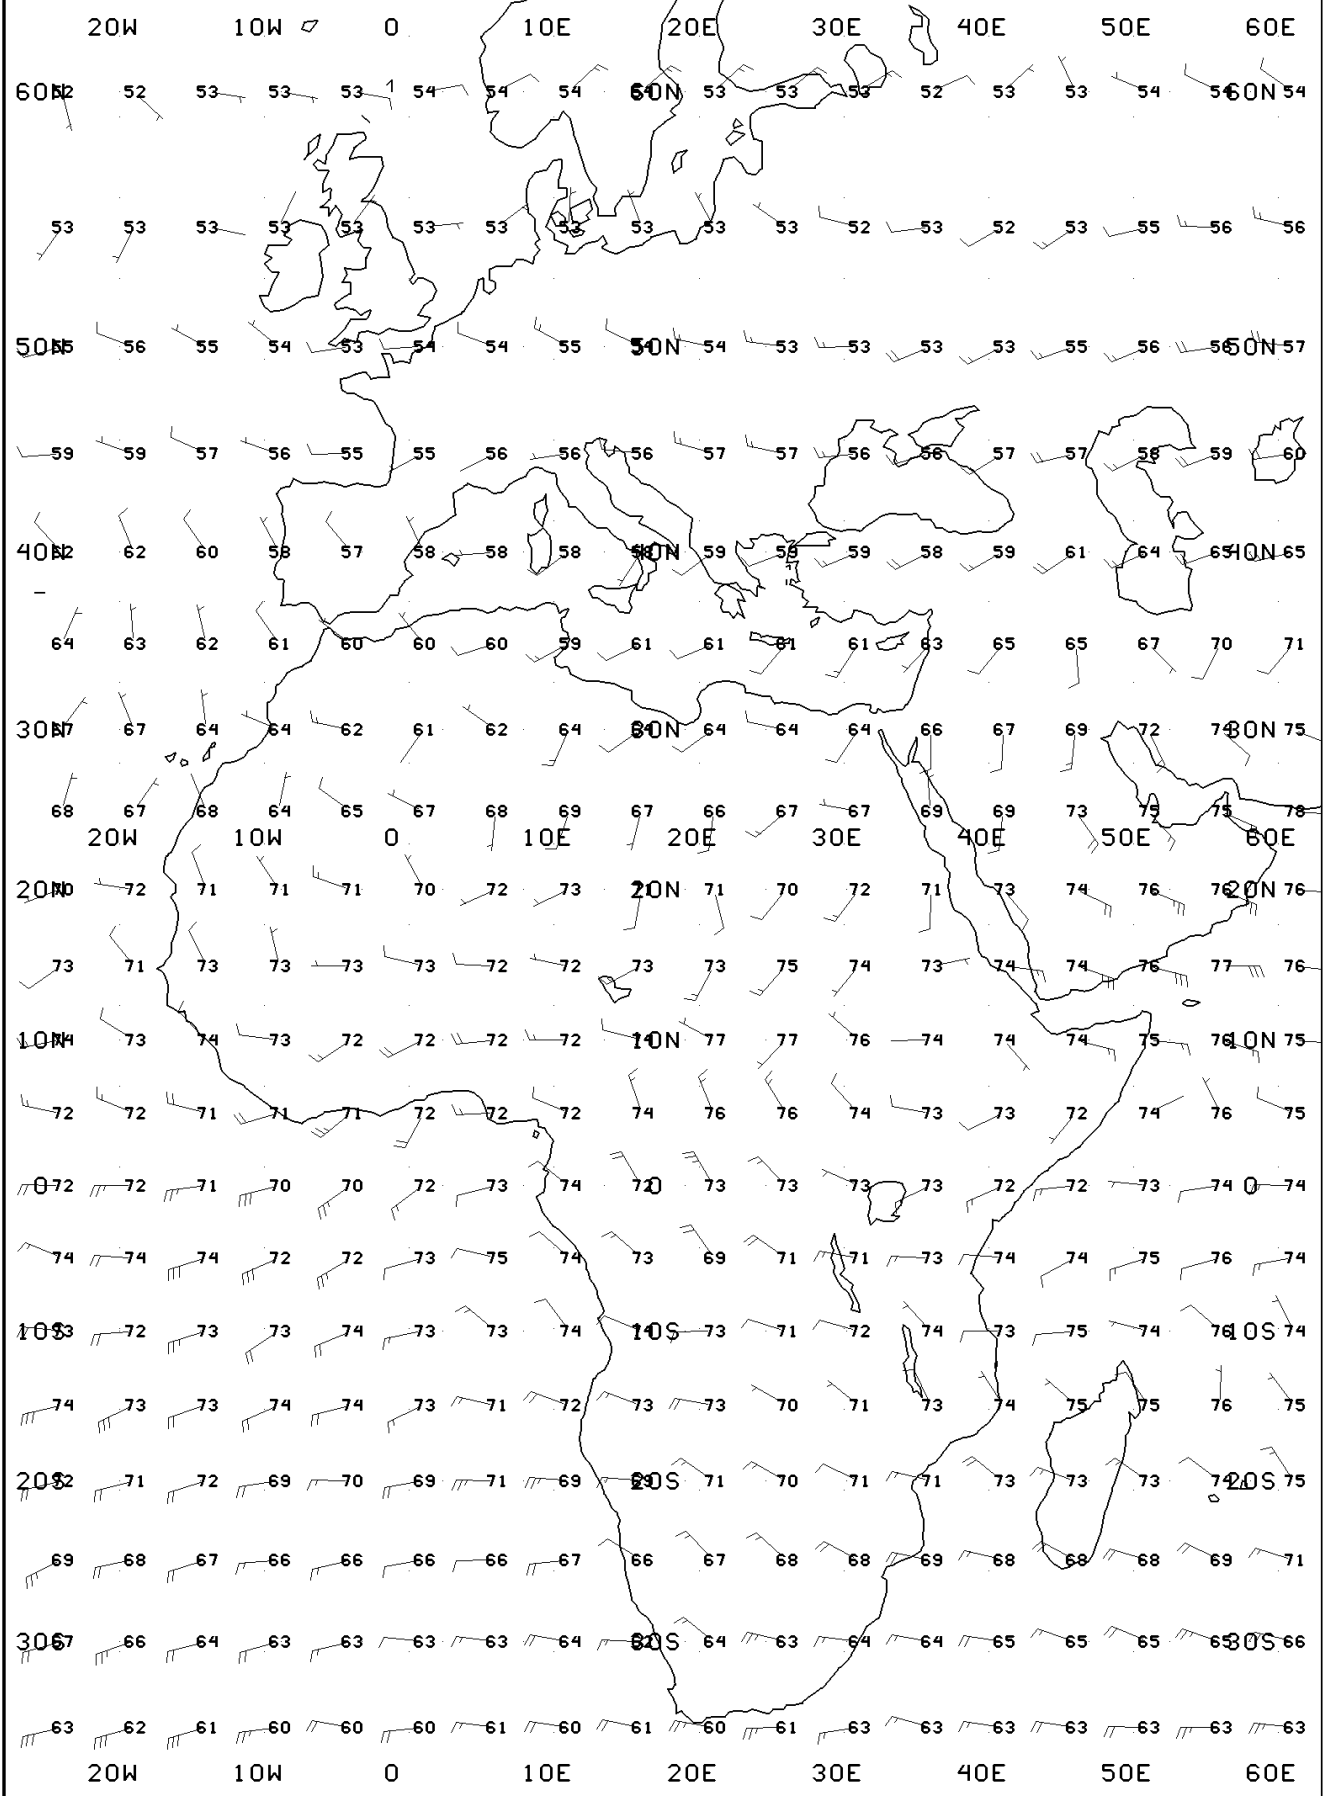 20W 10W 0 10E 20E 30E 40E 50E 60E
60N 52 53 53 53 1 54 54 54 60N 53 53 53 52 53 53 54 54 60N 54
53 53 53 53 53 53 53 53 53 53 53 52 53 52 53 55 56 56
50N 56 55 54 53 54 54 55 50N 54 53 53 53 53 55 56 56 50N 57
59 59 57 56 55 55 56 56 56 57 57 56 56 57 57 58 59 60
40N 62 60 58 57 58 58 58 40N 59 59 59 58 59 61 64 65 40N 65
64 63 62 61 60 60 60 59 61 61 61 61 63 65 65 67 70 71
30N 67 64 64 62 61 62 64 30N 64 64 64 66 67 69 72 74 30N 75
68 67 68 64 65 67 68 69 67 66 67 67 69 69 73 75 75 78
20W 10W 0 10E 20E 30E 40E 50E 60E
20N 72 71 71 71 70 72 73 20N 71 70 72 71 73 74 76 76 20N 76
73 71 73 73 73 73 72 72 73 73 75 74 73 74 74 76 77 76
10N 74 73 74 73 72 72 72 72 10N 77 77 76 74 74 74 75 76 10N 75
72 72 71 71 71 72 72 72 74 76 76 74 73 73 72 74 76 75
0 72 72 71 70 70 72 73 74 72 0 73 73 73 73 72 72 73 74 0 74
74 74 74 72 72 73 75 74 73 69 71 71 73 74 74 75 76 74
10S 73 72 73 73 74 73 73 74 10S 73 71 72 74 73 75 74 76 10S 74
74 73 73 74 74 73 71 72 73 73 70 71 73 74 75 75 76 75
20S 71 72 69 70 69 71 69 20S 71 70 71 71 73 73 73 74 20S 75
69 68 67 66 66 66 66 67 66 67 68 68 69 68 68 68 69 71
30S 67 66 64 63 63 63 63 64 30S 64 63 64 64 65 65 65 65 30S 66
63 62 61 60 60 60 61 60 61 60 61 63 63 63 63 63 63 63
20W 10W 0 10E 20E 30E 40E 50E 60E